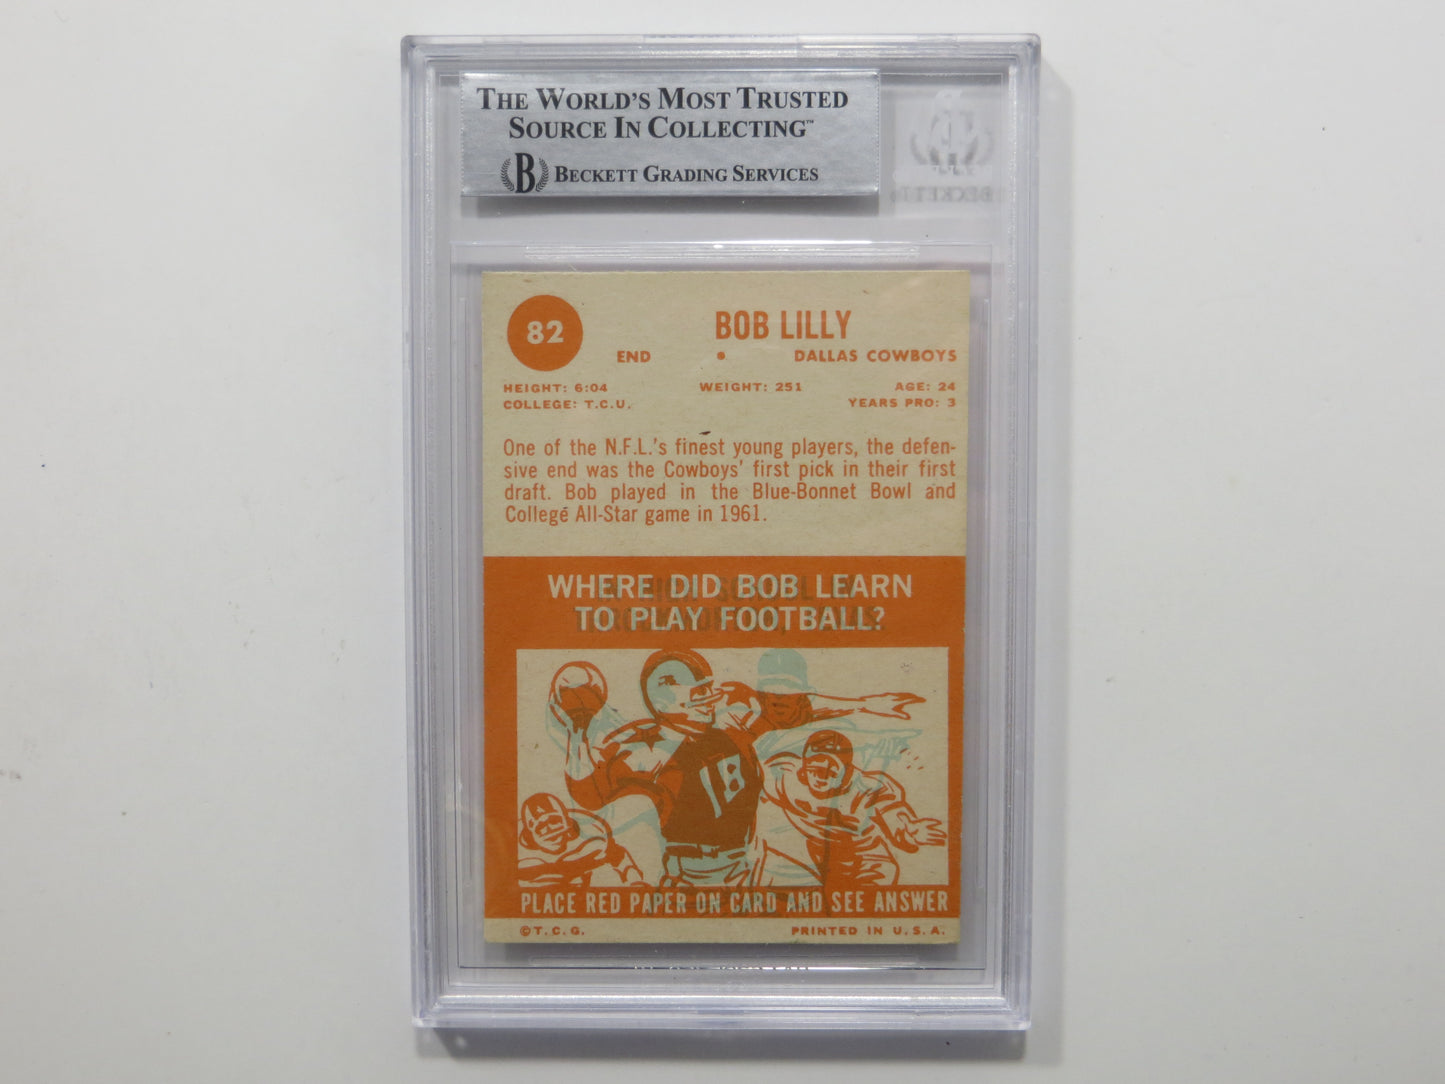 THE WORLD'S MOST TRUSTED
SOURCE IN COLLECTING™
B BECKETT GRADING SERVICES
BECKETT
82
BOB LILLY
END • DALLAS COWBOYS
HEIGHT: 6:04 WEIGHT: 251 AGE: 24
COLLEGE: T.C.U. YEARS PRO: 3
One of the N.F.L.'s finest young players, the defen-
sive end was the Cowboys' first pick in their first
draft. Bob played in the Blue-Bonnet Bowl and
College All-Star game in 1961.
WHERE DID BOB LEARN
TO PLAY FOOTBALL?
18
PLACE RED PAPER ON CARD AND SEE ANSWER
©T.C.G. PRINTED IN U.S.A.